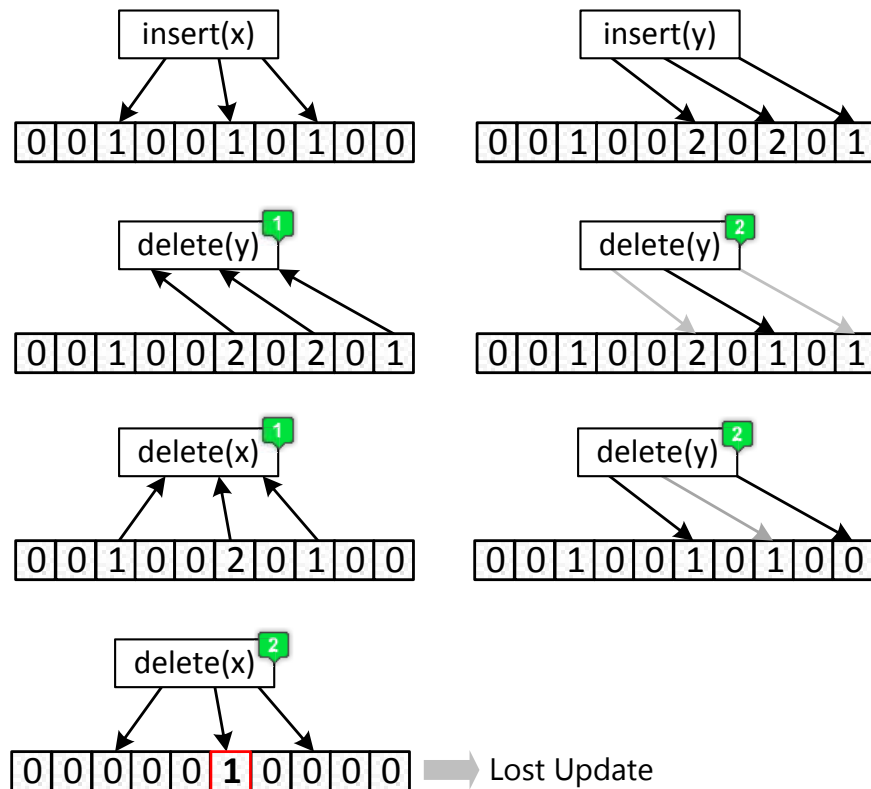 insert(x)
insert(y)
0 0 1 0 0 1 0 1 0 0
0 0 1 0 0 2 0 2 0 1
delete(y) 1
delete(y) 2
0 0 1 0 0 2 0 2 0 1
0 0 1 0 0 2 0 1 0 1
delete(x) 1
delete(y) 2
0 0 1 0 0 2 0 1 0 0
0 0 1 0 0 1 0 1 0 0
delete(x) 2
0 0 0 0 0 1 0 0 0 0
Lost Update